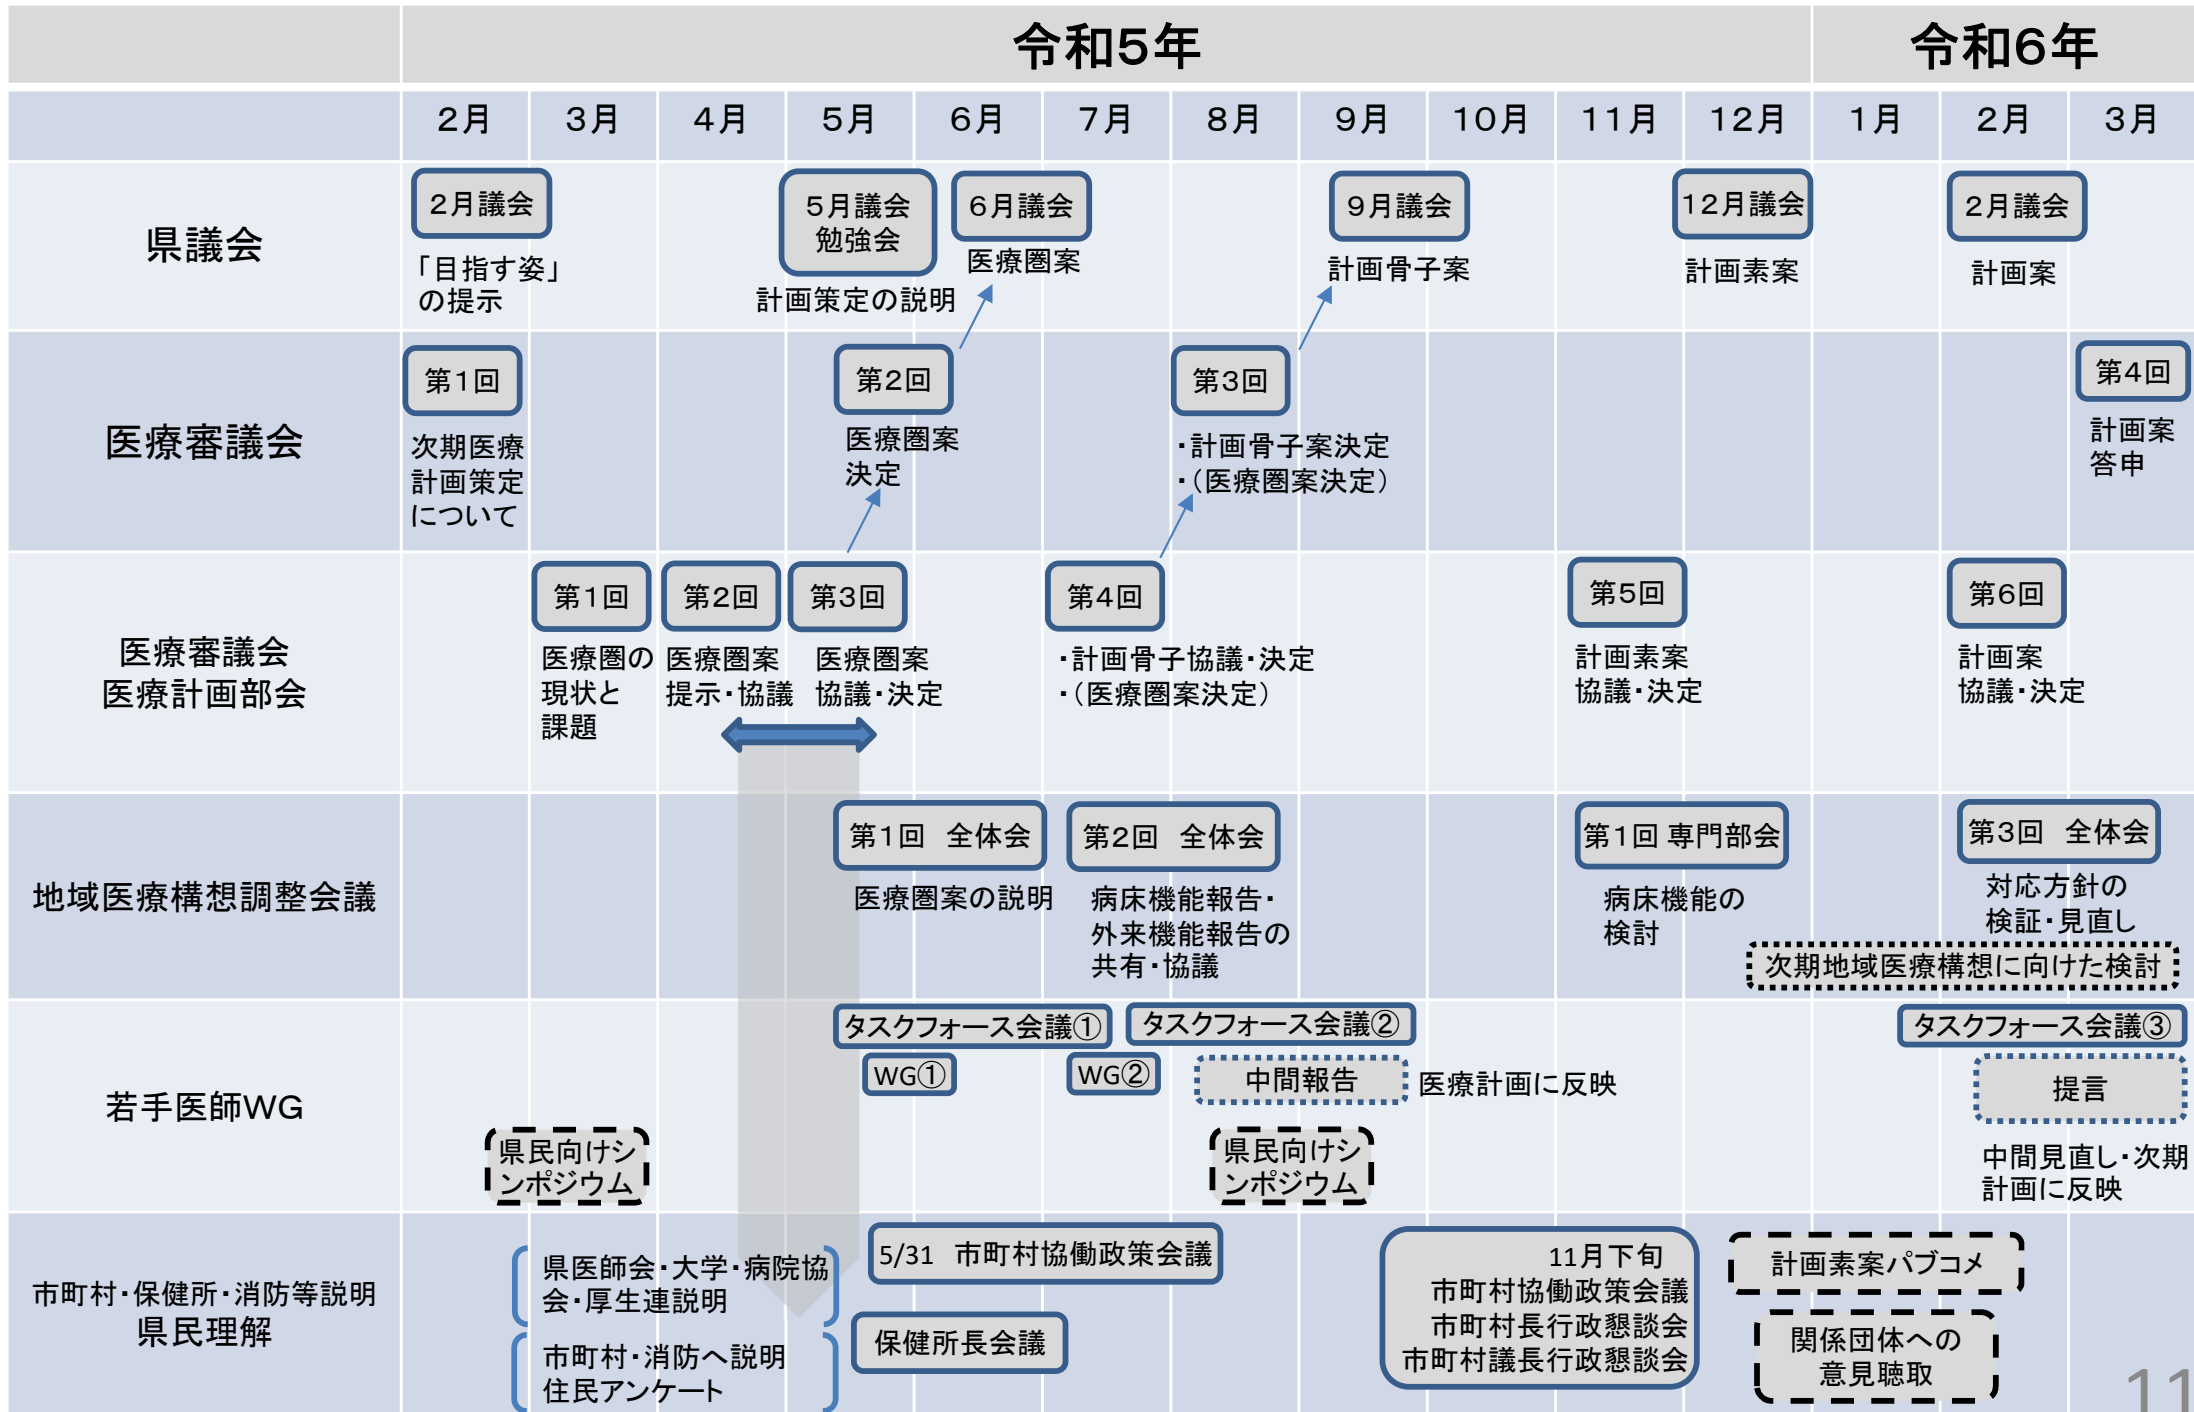 令和5年
令和6年
2月 3月 4月 5月 6月 7月 8月 9月 10月 11月 12月 1月 2月 3月
県議会
2月議会
「目指す姿」
の提示
5月議会
勉強会
計画策定の説明
6月議会
医療圏案
9月議会
計画骨子案
12月議会
計画素案
2月議会
計画案
医療審議会
第1回
次期医療
計画策定
について
第2回
医療圏案
決定
第3回
・計画骨子案決定
・(医療圏案決定)
第4回
計画案
答申
医療審議会
医療計画部会
第1回
医療圏の
現状と
課題
第2回
医療圏案
提示・協議
第3回
医療圏案
協議・決定
第4回
・計画骨子協議・決定
・(医療圏案決定)
第5回
計画素案
協議・決定
第6回
計画案
協議・決定
地域医療構想調整会議
第1回 全体会
医療圏案の説明
第2回 全体会
病床機能報告・
外来機能報告の
共有・協議
第1回 専門部会
病床機能の
検討
第3回 全体会
対応方針の
検証・見直し
次期地域医療構想に向けた検討
若手医師WG
タスクフォース会議①
タスクフォース会議②
タスクフォース会議③
WG①
WG②
中間報告
医療計画に反映
提言
中間見直し・次期
計画に反映
県民向けシ
ンポジウム
県民向けシ
ンポジウム
市町村・保健所・消防等説明
県民理解
県医師会・大学・病院協
会・厚生連説明
市町村・消防へ説明
住民アンケート
5/31 市町村協働政策会議
保健所長会議
11月下旬
市町村協働政策会議
市町村長行政懇談会
市町村議長行政懇談会
計画素案パブコメ
関係団体への
意見聴取
11